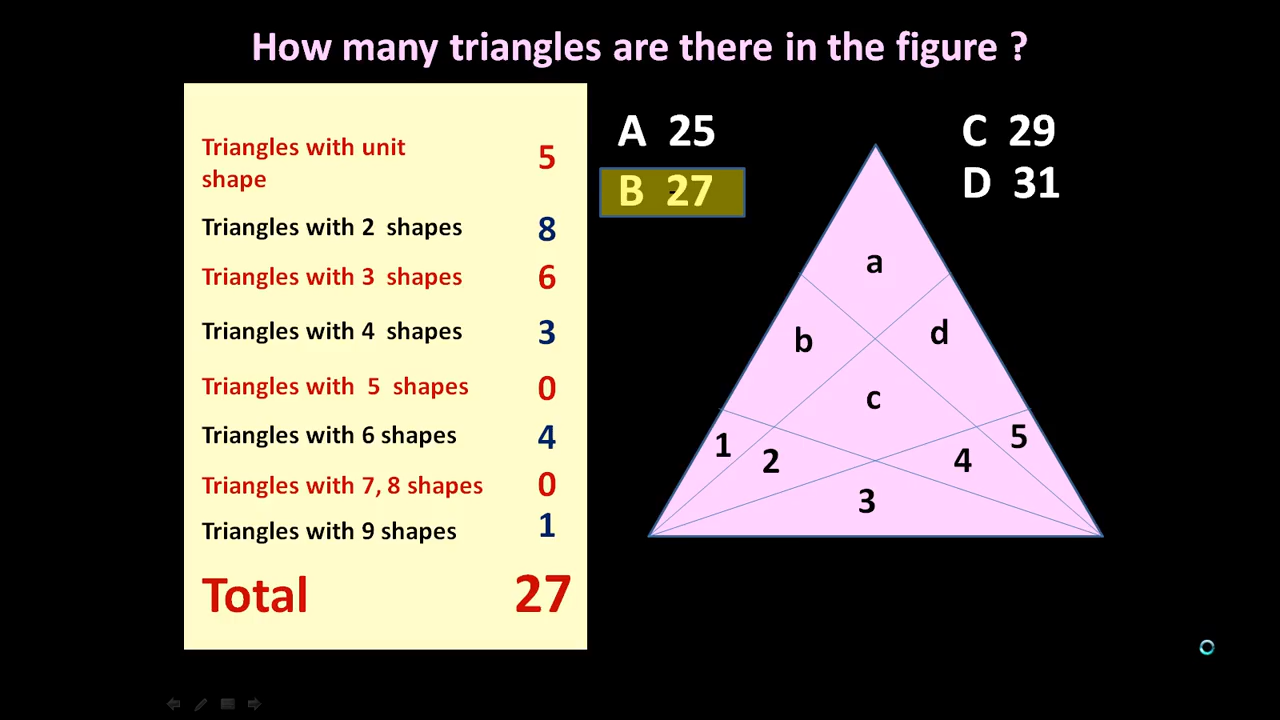 How many triangles are there in the figure ?
Triangles with unit
shape 5
Triangles with 2 shapes 8
Triangles with 3 shapes 6
Triangles with 4 shapes 3
Triangles with 5 shapes 0
Triangles with 6 shapes 4
Triangles with 7, 8 shapes 0
Triangles with 9 shapes 1
Total 27
A 25
B 27
C 29
D 31
a
b
d
c
1
2
4
5
3